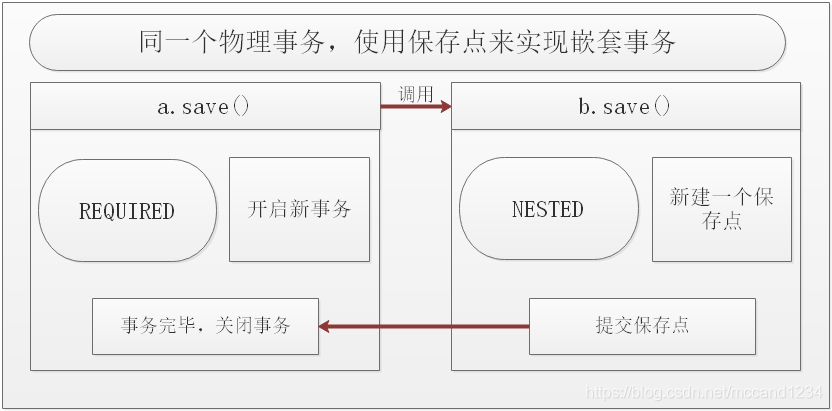 同一个物理事务，使用保存点来实现嵌套事务
a.save()
调用
b.save()
REQUIRED
开启新事务
NESTED
新建一个保
存点
事务完毕，关闭事务
提交保存点
https://blog.csdn.net/mccand1234